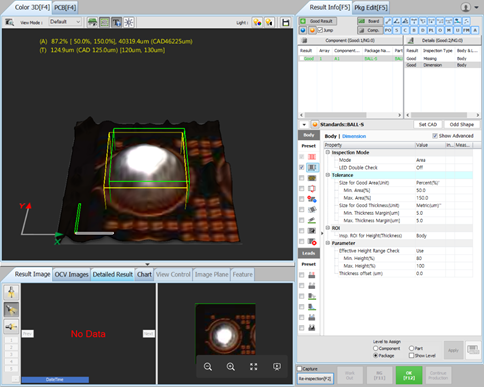 Color 3D[F4]
PCB[F4]
View Mode :
Default
(A)  87.2% [ 50.0%, 150.0%], 40319.4um (CAD46225um)
(T)  124.9um (CAD 125.0um) [120um, 130um]
Result Image
OCV Images
Detailed Result
Chart
View Control
Image Plane
Feature
No Data
Date/Time
Result Info[F5]
Pkg Edit[F5]
Good Result
Board
Jump
Comp.
Component (Good:1/NG:0)
Details (Good:2/NG:0)
Result
Array
Component...
Package No...
Part
Result
Inspection Type
Body & L...
Good
Good
Missing
Body
Good
Dimension
Body
Standards::BALL-S
Set CAD
Odd Shape
Body
Body | Dimension
Show Advanced
Preset
Property
Value
In...
Meas...
Inspection Mode
Mode
Area
LED Double Check
Off
Tolerance
Size for Good Area(Unit)
Percent(%)
Min. Area(%)
50.0
Max. Area(%)
150.0
Size for Good Thickness(Unit)
Metric(um)
Min. Thickness Margin(um)
5.0
Max. Thickness Margin(um)
5.0
ROI
Insp. ROI for Height(Thickness)
Body
Parameter
Effective Height Range Check
Use
Min. Height(%)
80
Max. Height(%)
100
Thickness offset (um)
0.0
Leads
Preset
Level to Assign
Component
Part
Package
Show Level
Apply
Capture
Re-inspection[F2]